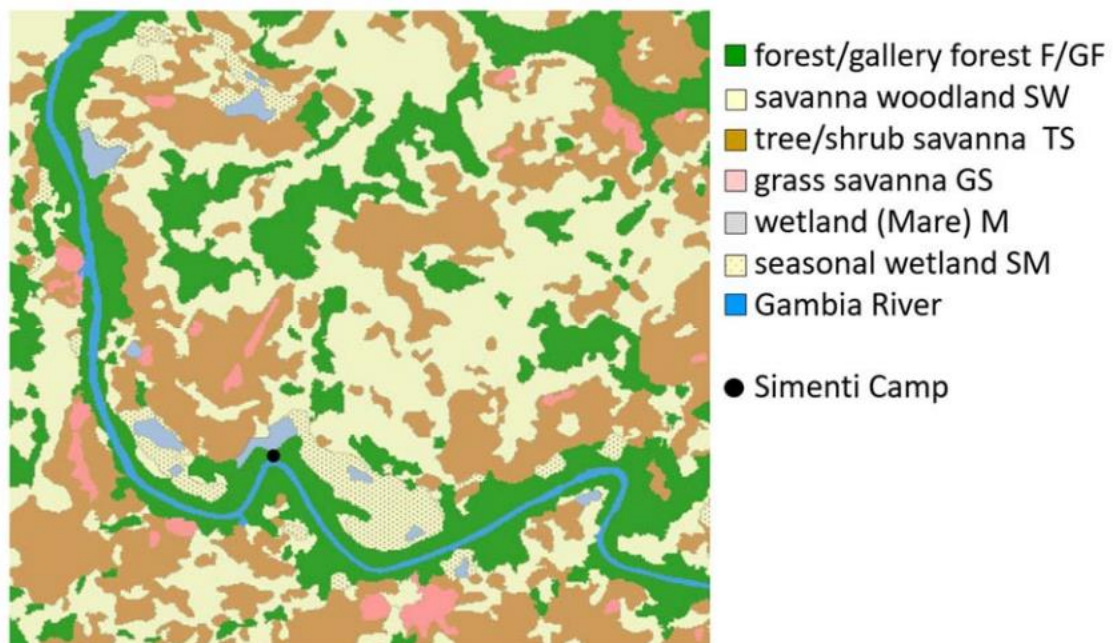 forest/gallery forest F/GF
savanna woodland SW
tree/shrub savanna TS
grass savanna GS
wetland (Mare) M
seasonal wetland SM
Gambia River
Simenti Camp